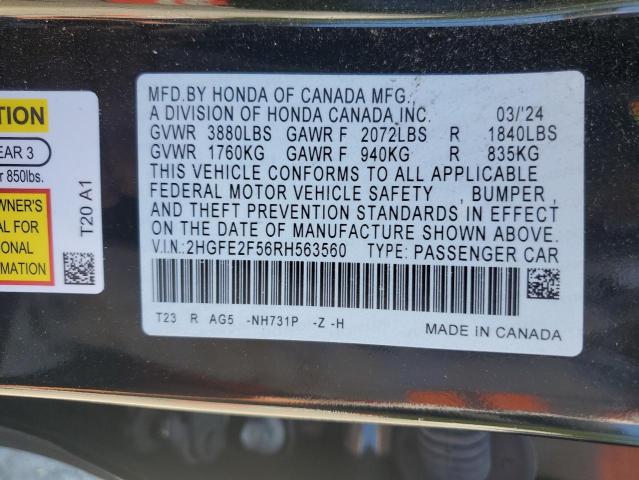 TION
EAR 3
r 850lbs.
WNER'S
AL FOR
ONAL
RMATION
T20 A1
MFD.BY HONDA OF CANADA MFG.,
A DIVISION OF HONDA CANADA,INC. 03/'24
GVWR 3880LBS GAWR F 2072LBS R 1840LBS
GVWR 1760KG GAWR F 940KG R 835KG
THIS VEHICLE CONFORMS TO ALL APPLICABLE
FEDERAL MOTOR VEHICLE SAFETY , BUMPER ,
AND THEFT PREVENTION STANDARDS IN EFFECT
ON THE DATE OF MANUFACTURE SHOWN ABOVE.
V.I.N.:2HGFE2F56RH563560 TYPE: PASSENGER CAR
T23 R AG5 -NH731P -Z -H
MADE IN CANADA